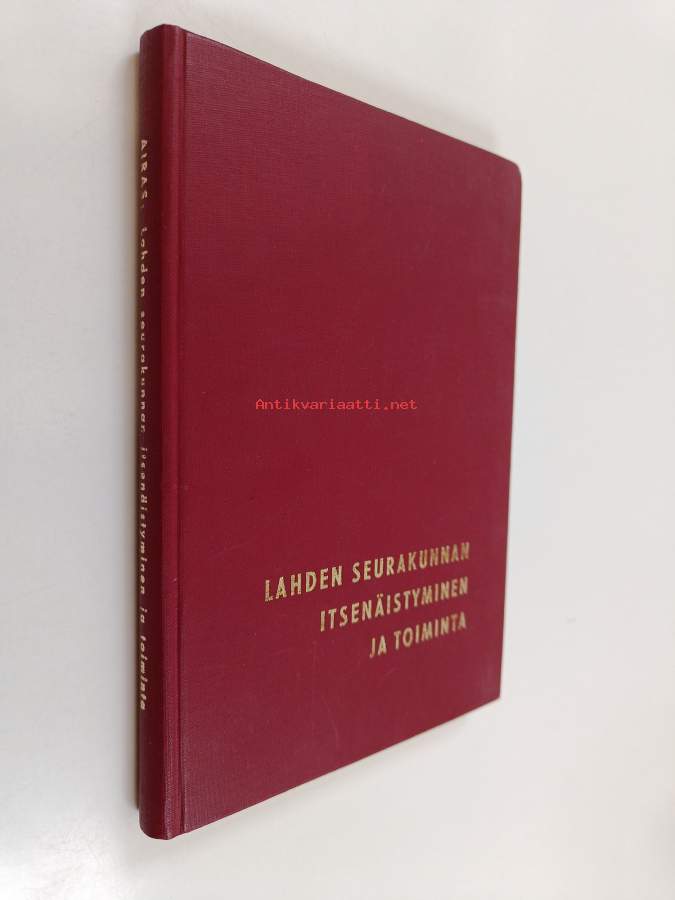 AIRAS: Lahden seurakunnan itsenäistyminen ja toiminta
Antikvariaatti.net
LAHDEN SEURAKUNNAN
ITSENÄISTYMINEN
JA TOIMINTA